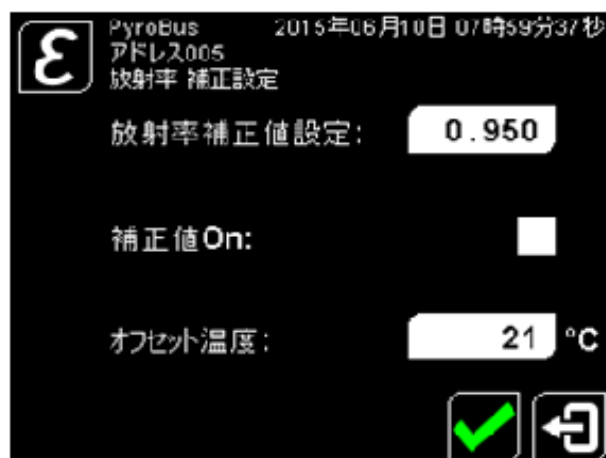 ε
PyroBus 2015年06月10日 07時59分37秒
アドレス005
放射率 補正設定
放射率補正値設定: 0.950
補正値On:
オフセット温度: 21 °C